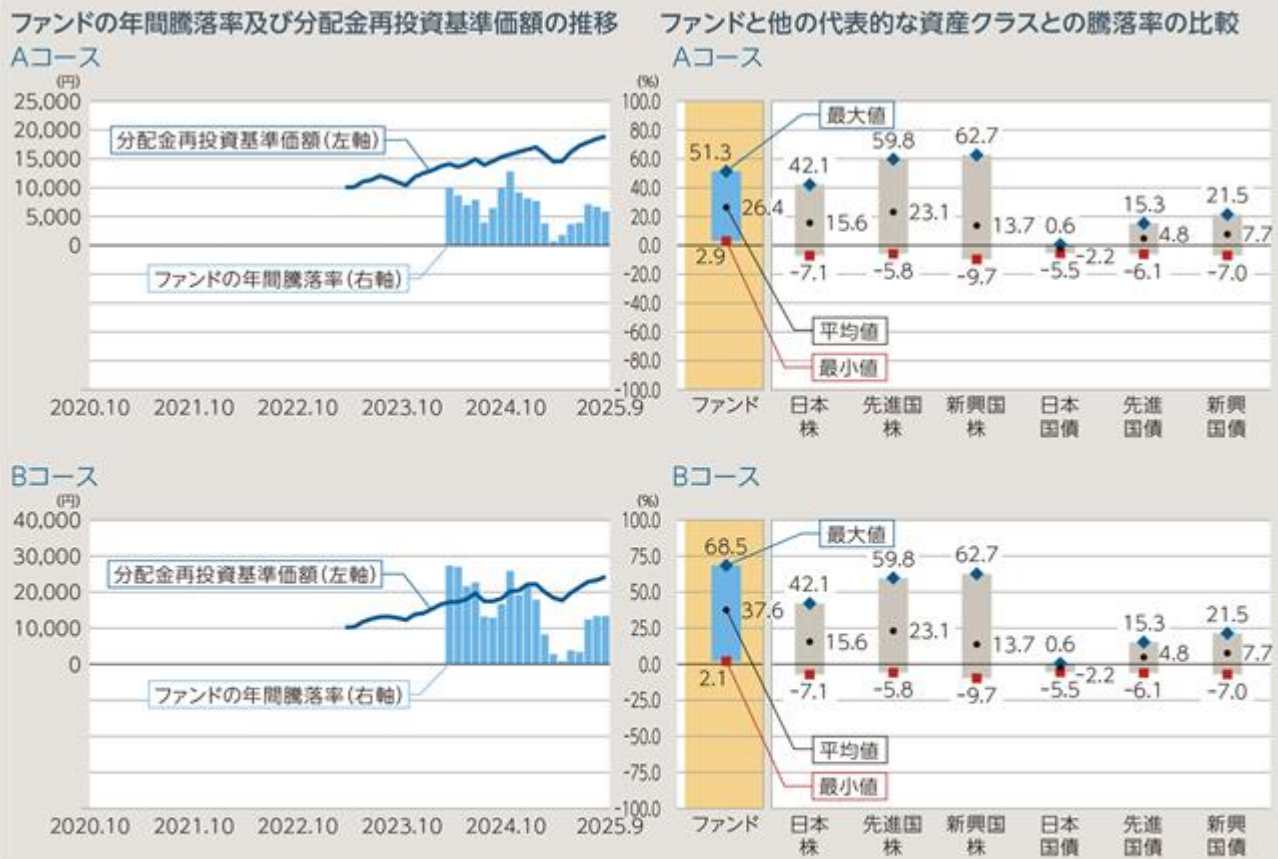 ファンドの年間騰落率及び分配金再投資基準価額の推移
Aコース
(円)
(%)
25,000
20,000
15,000
10,000
5,000
0
100.0
80.0
60.0
40.0
20.0
0.0
-20.0
-40.0
-60.0
-80.0
-100.0
分配金再投資基準価額(左軸)
ファンドの年間騰落率(右軸)
2020.10 2021.10 2022.10 2023.10 2024.10 2025.9
ファンドと他の代表的な資産クラスとの騰落率の比較
Aコース
最大値
51.3 42.1 59.8 62.7 0.6 15.3 21.5
26.4 15.6 23.1 13.7 -2.2 4.8 7.7
2.9 -7.1 -5.8 -9.7 -5.5 -6.1 -7.0
平均値
最小値
ファンド 日本 先進国 新興国 日本 先進 新興
株 株 株 国債 国債 国債
Bコース
(円)
(%)
40,000
30,000
20,000
10,000
0
100.0
75.0
50.0
25.0
0.0
-25.0
-50.0
-75.0
-100.0
分配金再投資基準価額(左軸)
ファンドの年間騰落率(右軸)
2020.10 2021.10 2022.10 2023.10 2024.10 2025.9
Bコース
最大値
68.5 42.1 59.8 62.7 0.6 15.3 21.5
37.6 15.6 23.1 13.7 -2.2 4.8 7.7
2.1 -7.1 -5.8 -9.7 -5.5 -6.1 -7.0
平均値
最小値
ファンド 日本 先進国 新興国 日本 先進 新興
株 株 株 国債 国債 国債